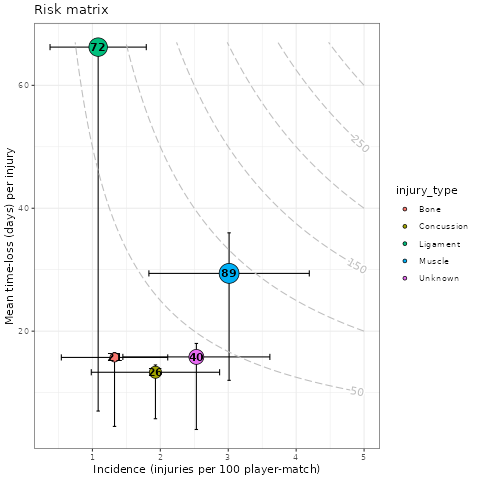 Risk matrix
72
250
150
89
50
40
26
60
40
20
1
2
3
4
5
Mean time-loss (days) per injury
Incidence (injuries per 100 player-match)
injury_type
Bone
Concussion
Ligament
Muscle
Unknown